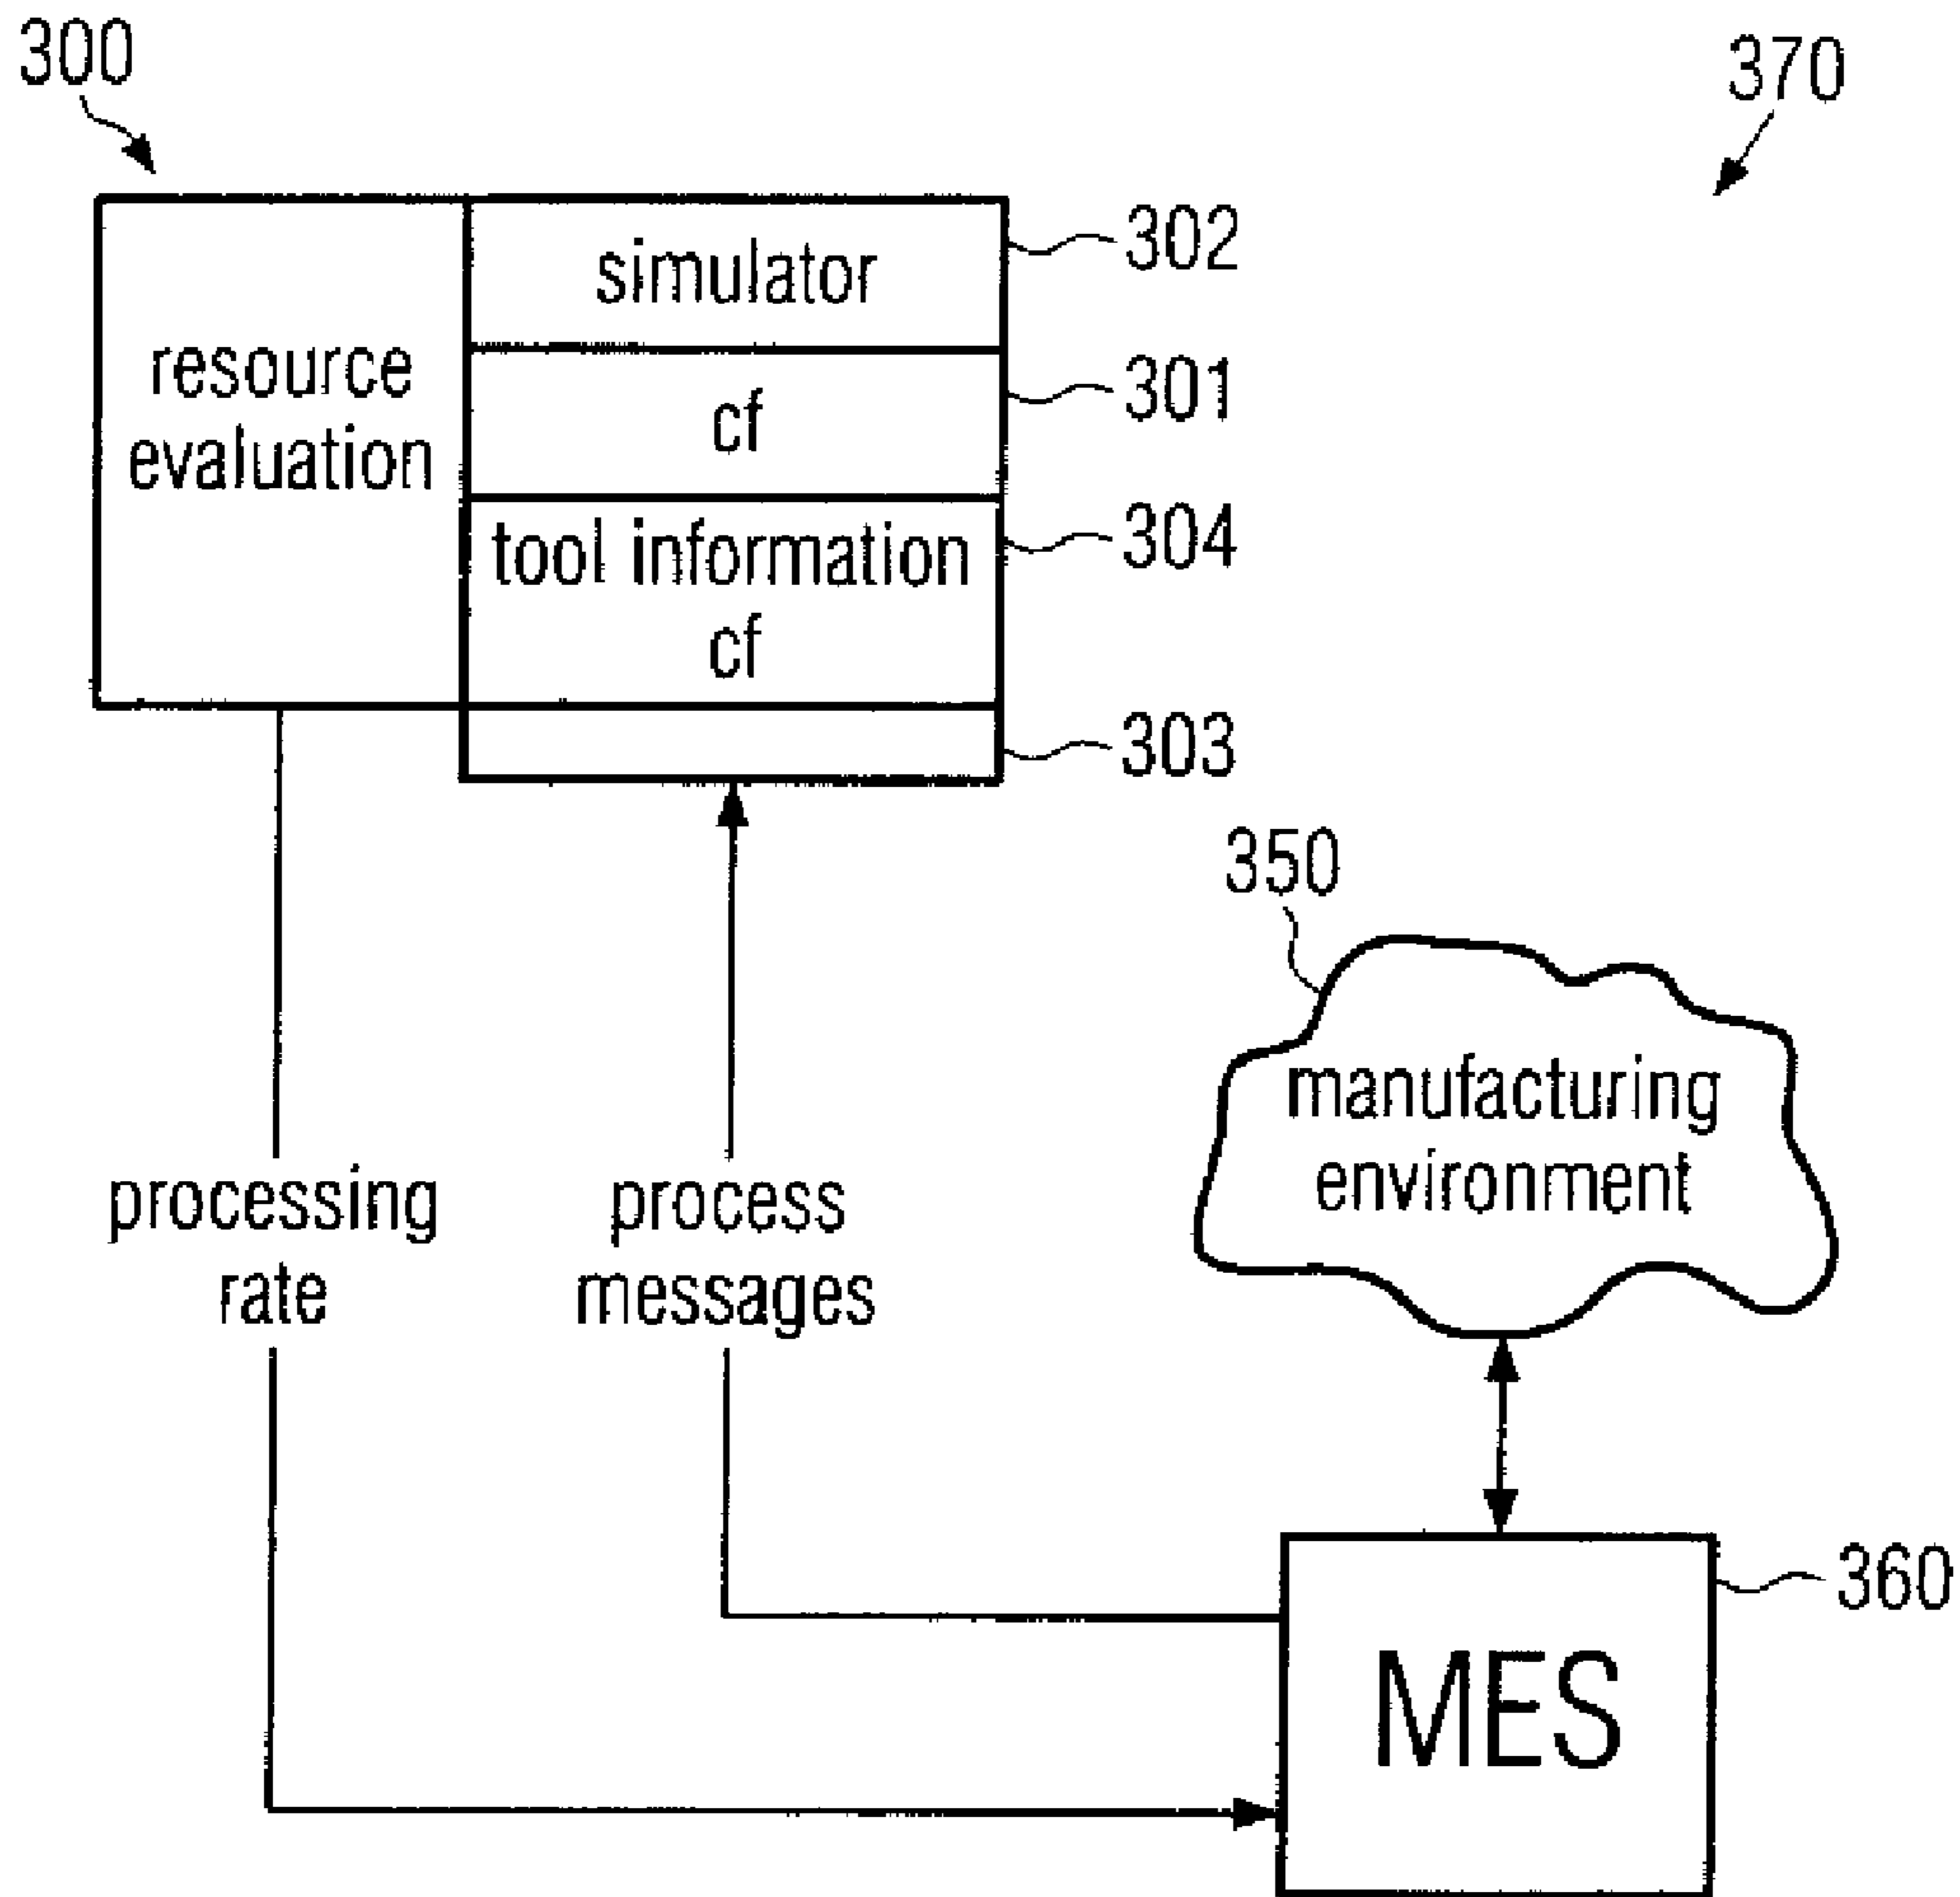 300
370
simulator
302
resource
evaluation
cf
301
tool information
cf
304
303
350
manufacturing
environment
processing
rate
process
messages
360
MES